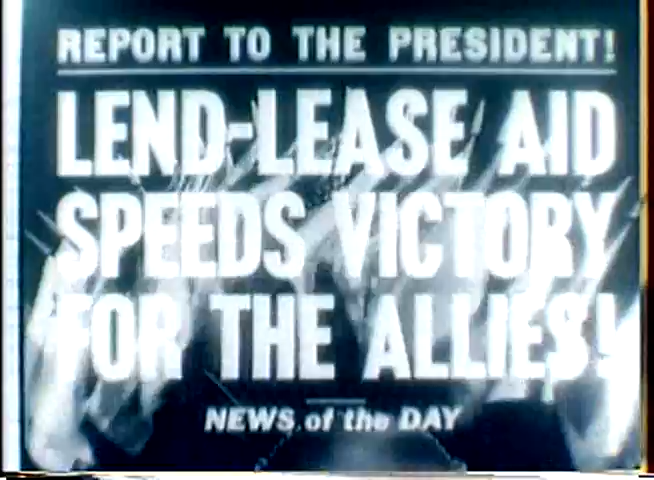 REPORT TO THE PRESIDENT!
LEND-LEASE AID
SPEEDS VICTORY
FOR THE ALLIES!
NEWS of the DAY